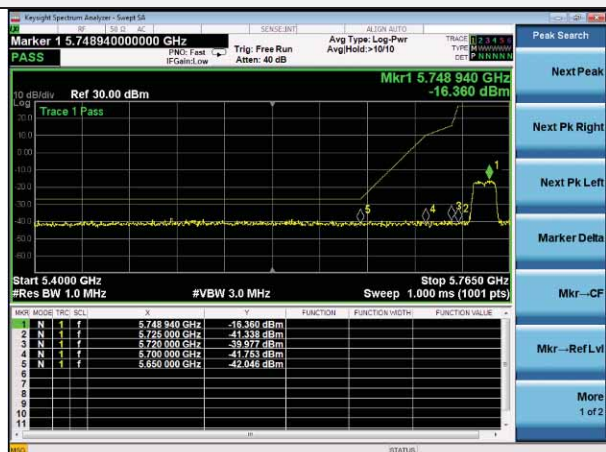 Keysight Spectrum Analyzer - Swept SA
RF 50 Ω AC SENSE:INT ALIGN AUTO
Marker 1 5.748940000000 GHz
PNO: Fast
IFGain:Low
Trig: Free Run
Atten: 40 dB
Avg Type: Log-Pwr
Avg|Hold:>10/10
TRACE 1 2 3 4 5 6
TYPE M W W W W W
DET P N N N N N
PASS
Mkr1 5.748 940 GHz
-16.360 dBm
10 dB/div Ref 30.00 dBm
Log
Trace 1 Pass
20.0
10.0
0.00
-10.0
-20.0
-30.0
-40.0
-50.0
-60.0
1
5
4
3
2
Start 5.4000 GHz
Stop 5.7650 GHz
#Res BW 1.0 MHz
#VBW 3.0 MHz
Sweep 1.000 ms (1001 pts)
MKR MODE TRC SCL X Y FUNCTION FUNCTION WIDTH FUNCTION VALUE
1 N 1 f 5.748 940 GHz -16.360 dBm
2 N 1 f 5.725 000 GHz -41.338 dBm
3 N 1 f 5.720 000 GHz -39.977 dBm
4 N 1 f 5.700 000 GHz -41.753 dBm
5 N 1 f 5.650 000 GHz -42.046 dBm
6
7
8
9
10
11
MSG
STATUS
Peak Search
Next Peak
Next Pk Right
Next Pk Left
Marker Delta
Mkr→CF
Mkr→Ref Lvl
More
1 of 2